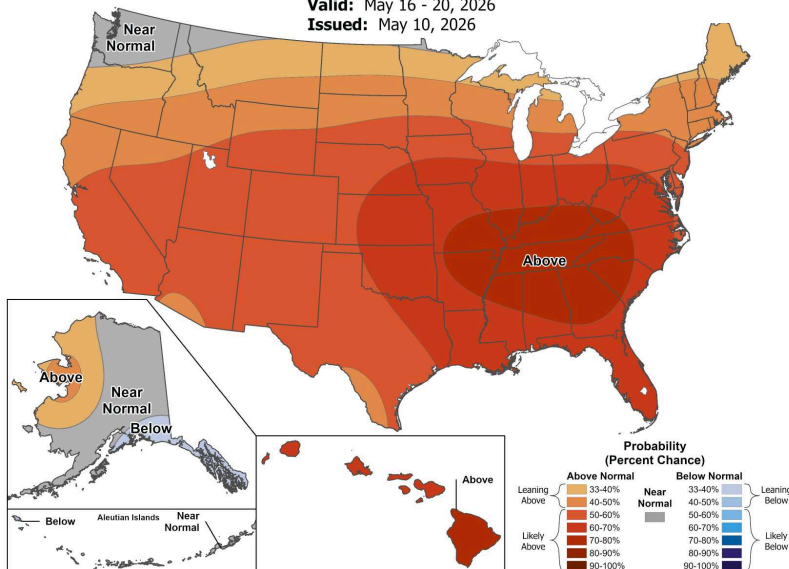 Valid: May 16 - 20, 2026
Issued: May 10, 2026
Near
Normal
Above
Above
Near
Normal
Below
Below
Aleutian Islands
Near
Normal
Above
Probability
(Percent Chance)
Above Normal
Below Normal
Leaning
Above
33-40%
40-50%
Likely
Above
50-60%
60-70%
70-80%
80-90%
90-100%
Near
Normal
33-40%
40-50%
Leaning
Below
50-60%
60-70%
70-80%
80-90%
90-100%
Likely
Below